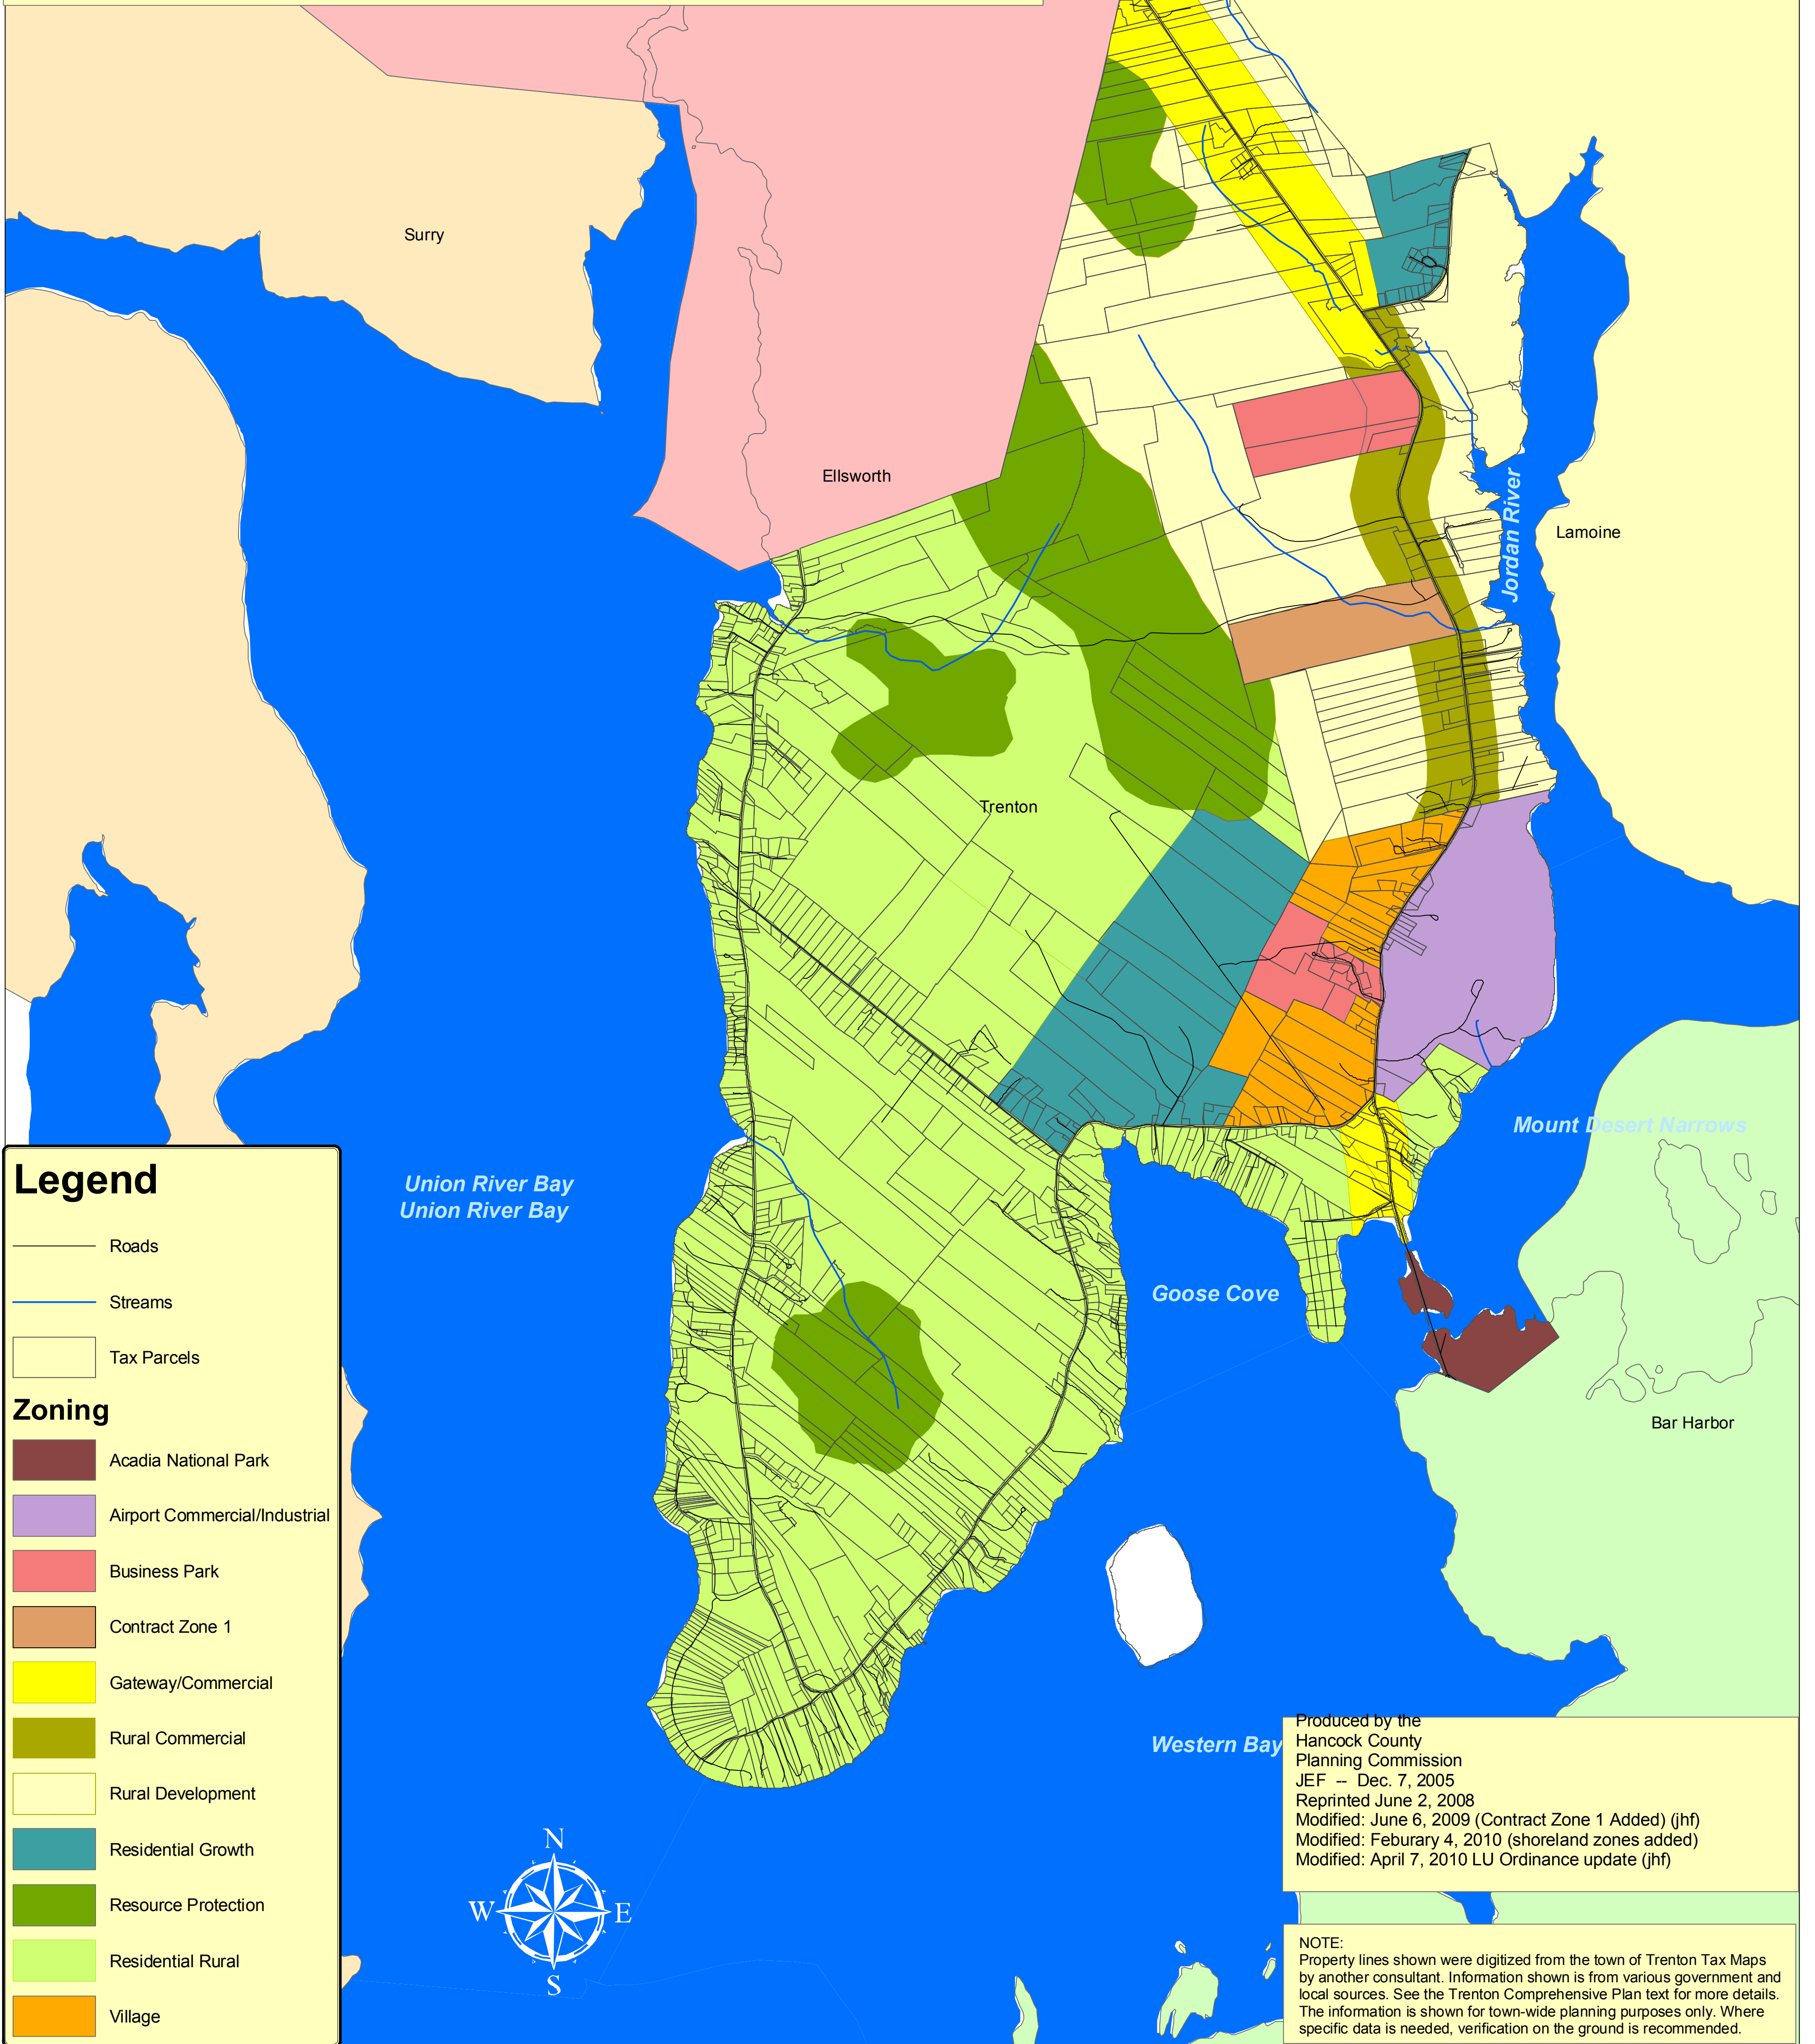 Surry
Ellsworth
Jordan River
Lamoine
Trenton
Mount Desert Narrows
Union River Bay
Union River Bay
Goose Cove
Bar Harbor
Western Bay
Legend
Roads
Streams
Tax Parcels
Zoning
Acadia National Park
Airport Commercial/Industrial
Business Park
Contract Zone 1
Gateway/Commercial
Rural Commercial
Rural Development
Residential Growth
Resource Protection
Residential Rural
Village
N
W
E
S
Produced by the
Hancock County
Planning Commission
JEF -- Dec. 7, 2005
Reprinted June 2, 2008
Modified: June 6, 2009 (Contract Zone 1 Added) (jhf)
Modified: Feburary 4, 2010 (shoreland zones added)
Modified: April 7, 2010 LU Ordinance update (jhf)
NOTE:
Property lines shown were digitized from the town of Trenton Tax Maps
by another consultant. Information shown is from various government and
local sources. See the Trenton Comprehensive Plan text for more details.
The information is shown for town-wide planning purposes only. Where
specific data is needed, verification on the ground is recommended.